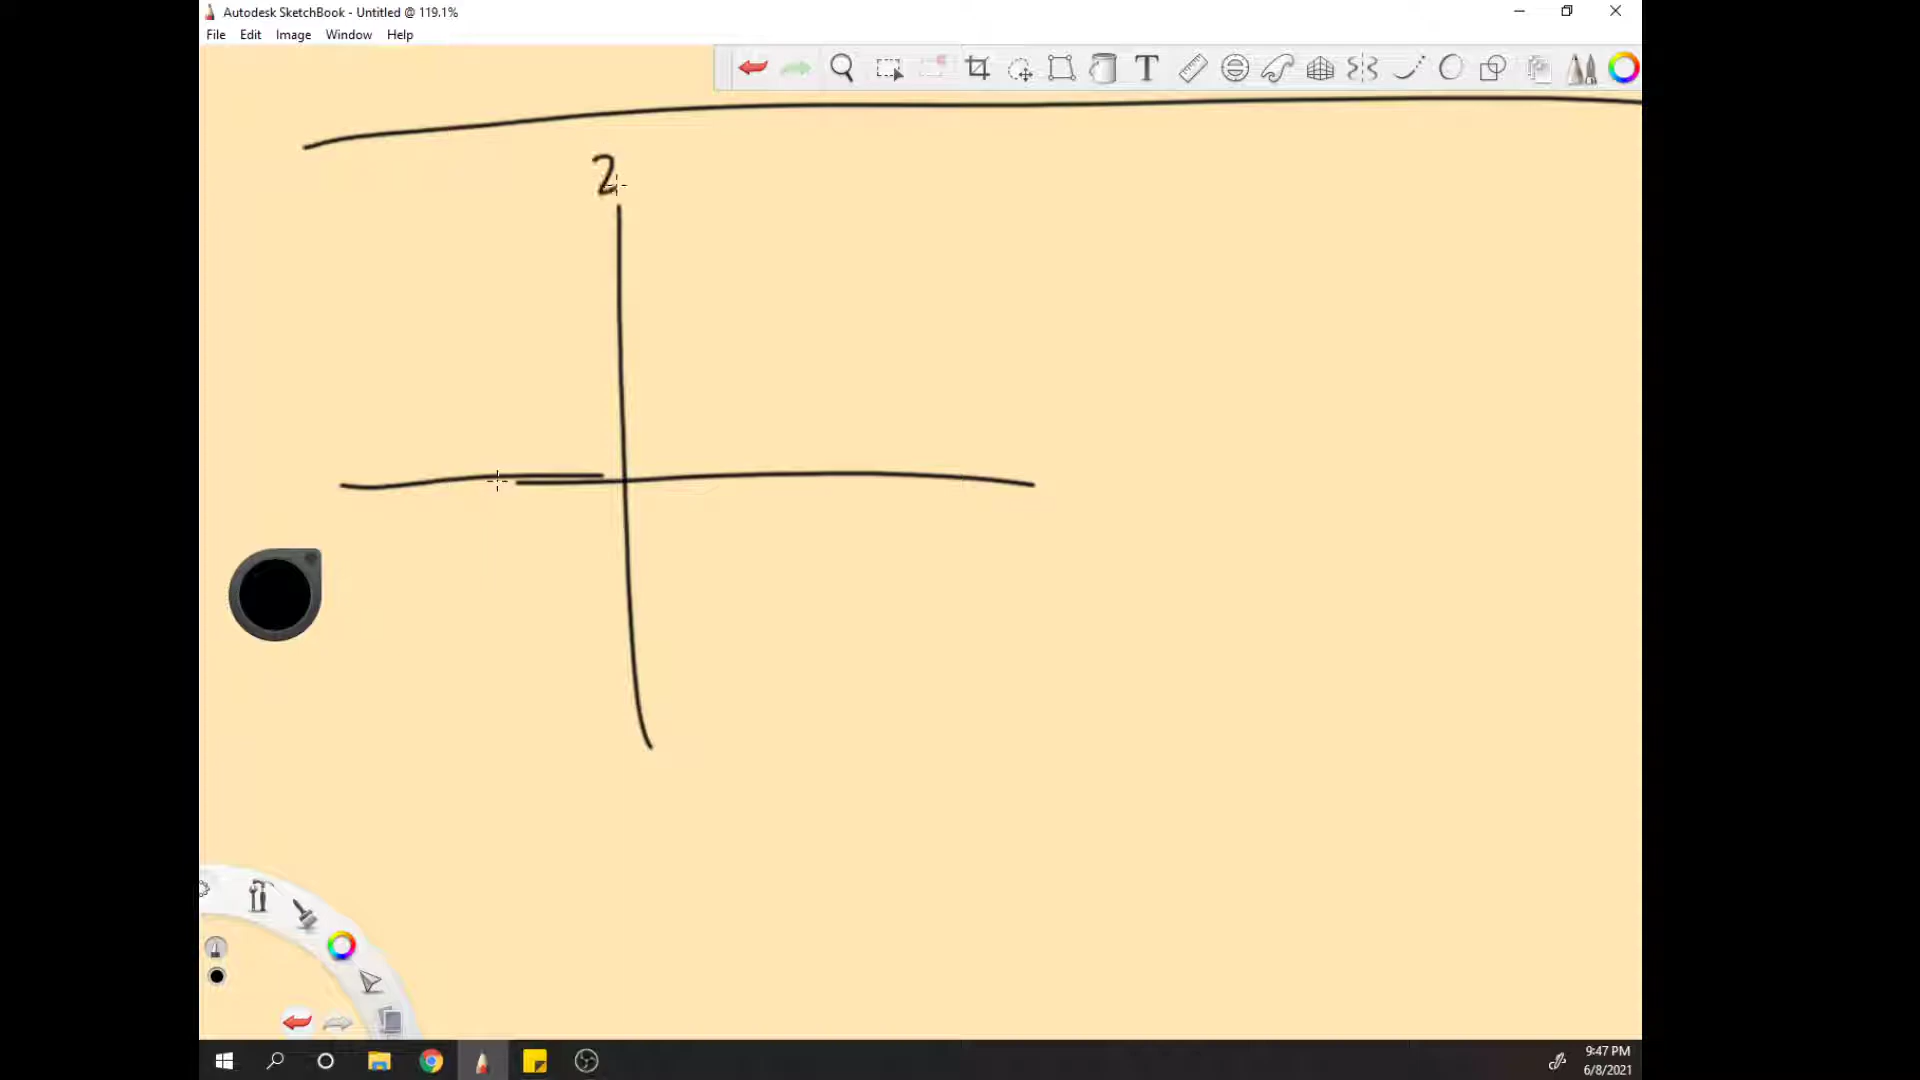 Autodesk SketchBook - Untitled @ 119.1%
File Edit Image Window Help
T
2
9:47 PM
6/8/2021